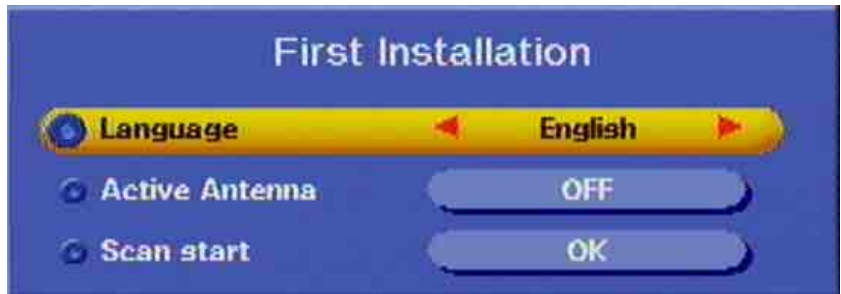 First Installation
Language English
Active Antenna OFF
Scan start OK